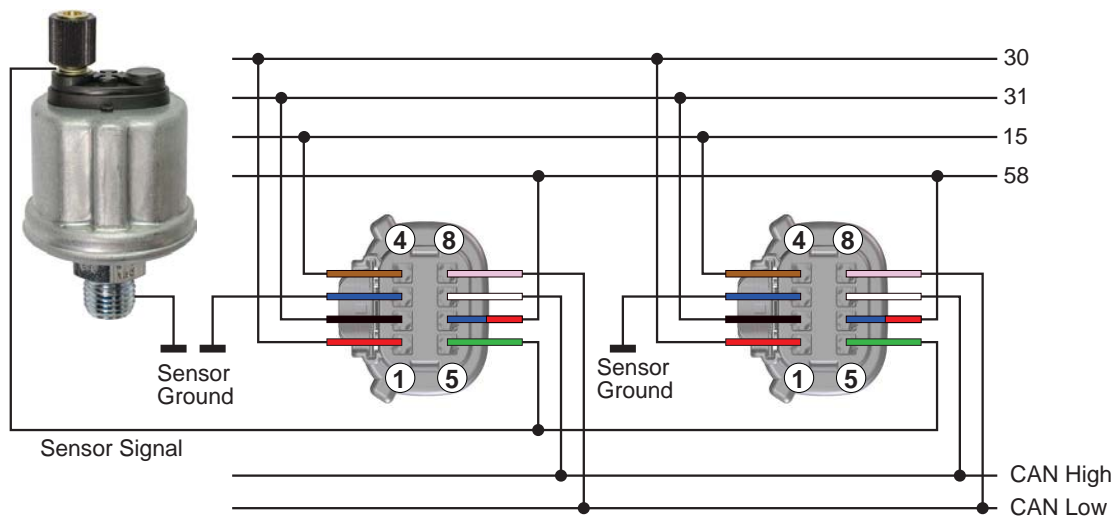 30
31
15
58
4 8
4 8
Sensor
Ground
1 5
Sensor
Ground
1 5
Sensor Signal
CAN High
CAN Low